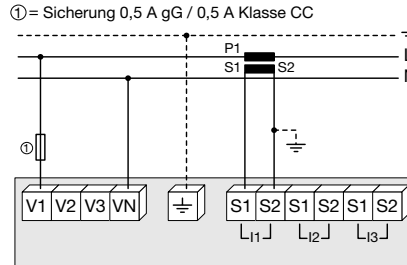 ①= Sicherung 0,5 A gG / 0,5 A Klasse CC
P1
S1 S2
①
V1 V2 V3 VN S1 S2 S1 S2 S1 S2
I1 I2 I3